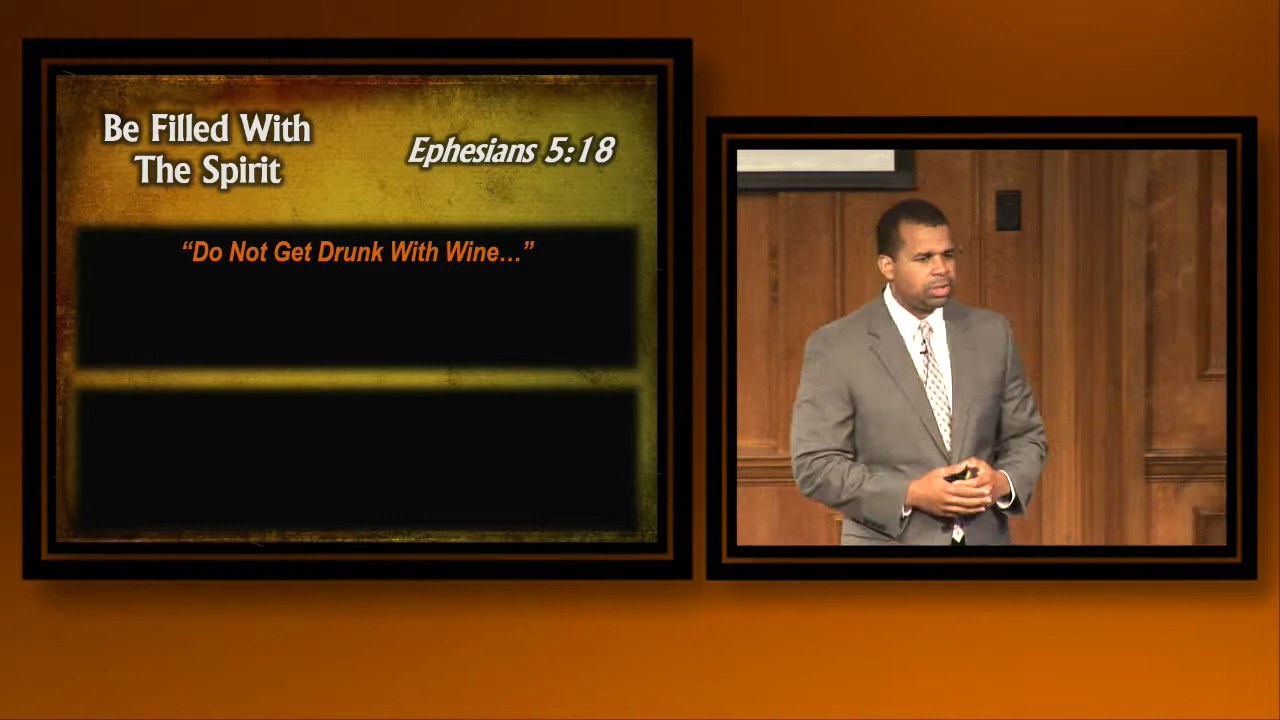 Be Filled With
The Spirit
Ephesians 5:18
“Do Not Get Drunk With Wine…”